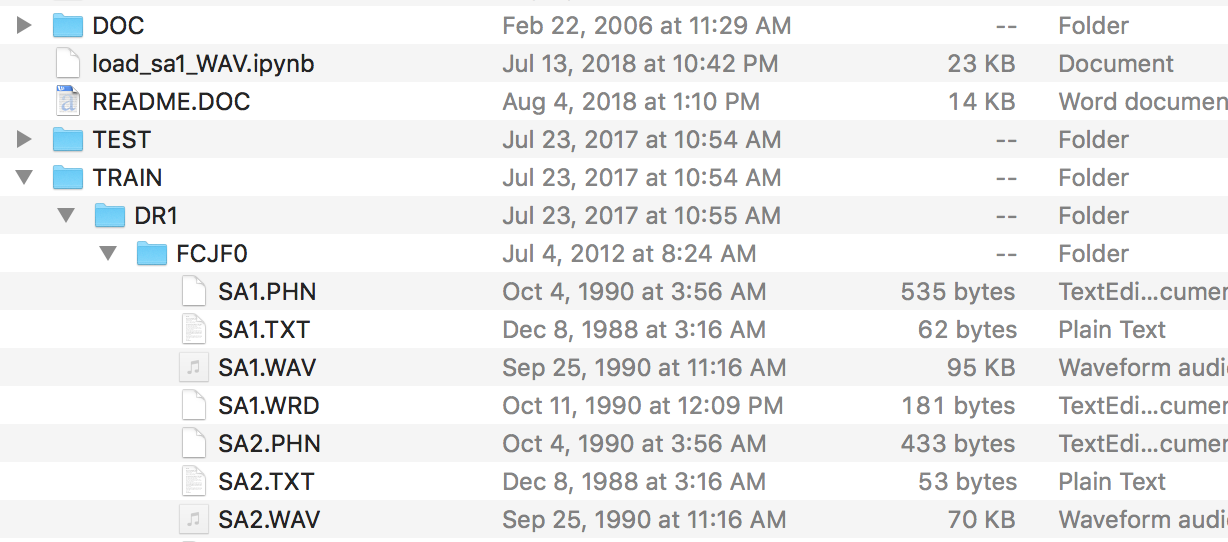 DOC Feb 22, 2006 at 11:29 AM -- Folder
load_sa1_WAV.ipynb Jul 13, 2018 at 10:42 PM 23 KB Document
README.DOC Aug 4, 2018 at 1:10 PM 14 KB Word documen
TEST Jul 23, 2017 at 10:54 AM -- Folder
TRAIN Jul 23, 2017 at 10:54 AM -- Folder
DR1 Jul 23, 2017 at 10:55 AM -- Folder
FCJF0 Jul 4, 2012 at 8:24 AM -- Folder
SA1.PHN Oct 4, 1990 at 3:56 AM 535 bytes TextEdi...cumen
SA1.TXT Dec 8, 1988 at 3:16 AM 62 bytes Plain Text
SA1.WAV Sep 25, 1990 at 11:16 AM 95 KB Waveform audi
SA1.WRD Oct 11, 1990 at 12:09 PM 181 bytes TextEdi...cumen
SA2.PHN Oct 4, 1990 at 3:56 AM 433 bytes TextEdi...cumen
SA2.TXT Dec 8, 1988 at 3:16 AM 53 bytes Plain Text
SA2.WAV Sep 25, 1990 at 11:16 AM 70 KB Waveform audi